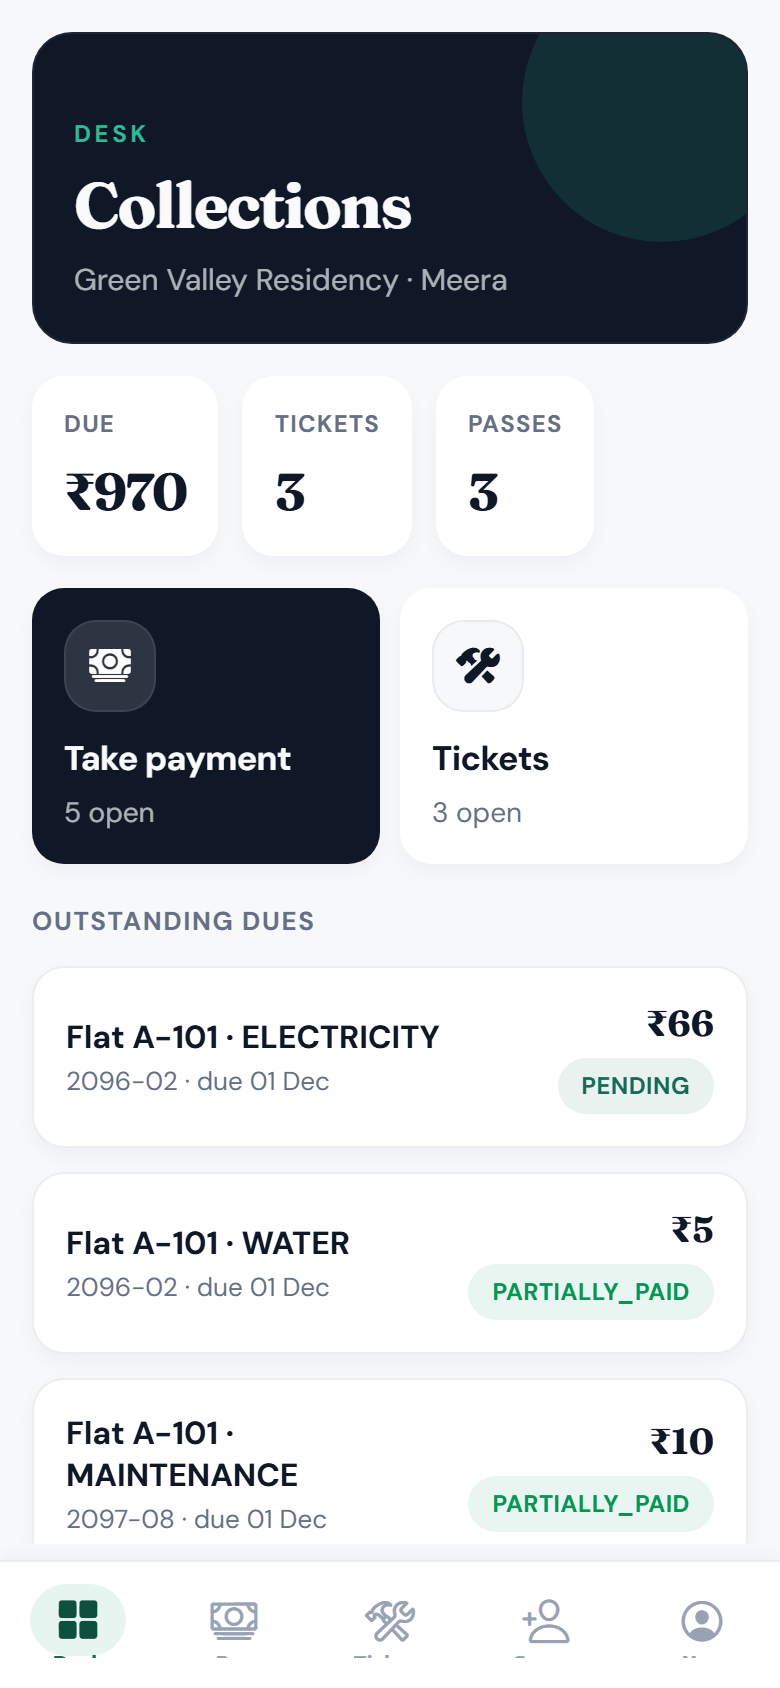 DESK
Collections
Green Valley Residency · Meera
DUE
₹970
TICKETS
3
PASSES
3
Take payment
5 open
Tickets
3 open
OUTSTANDING DUES
Flat A-101 · ELECTRICITY
2096-02 · due 01 Dec
₹66
PENDING
Flat A-101 · WATER
2096-02 · due 01 Dec
₹5
PARTIALLY_PAID
Flat A-101 ·
MAINTENANCE
2097-08 · due 01 Dec
₹10
PARTIALLY_PAID